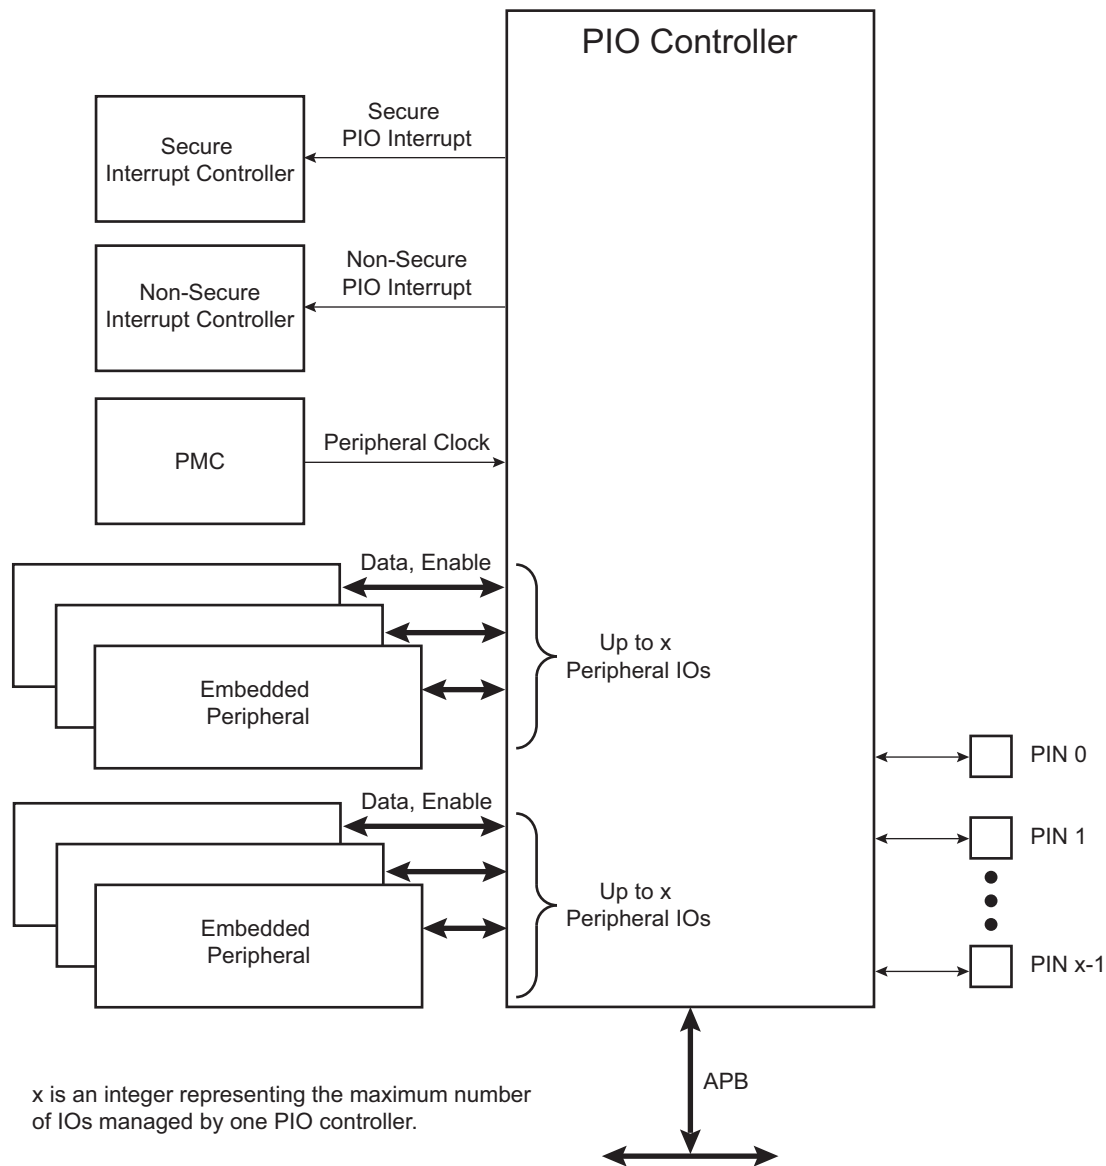 PIO Controller
Secure
PIO Interrupt
Secure
Interrupt Controller
Non-Secure
PIO Interrupt
Non-Secure
Interrupt Controller
Peripheral Clock
PMC
Data, Enable
Up to x
Peripheral IOs
Embedded
Peripheral
PIN 0
Data, Enable
PIN 1
Up to x
Peripheral IOs
Embedded
Peripheral
PIN x-1
APB
x is an integer representing the maximum number
of IOs managed by one PIO controller.